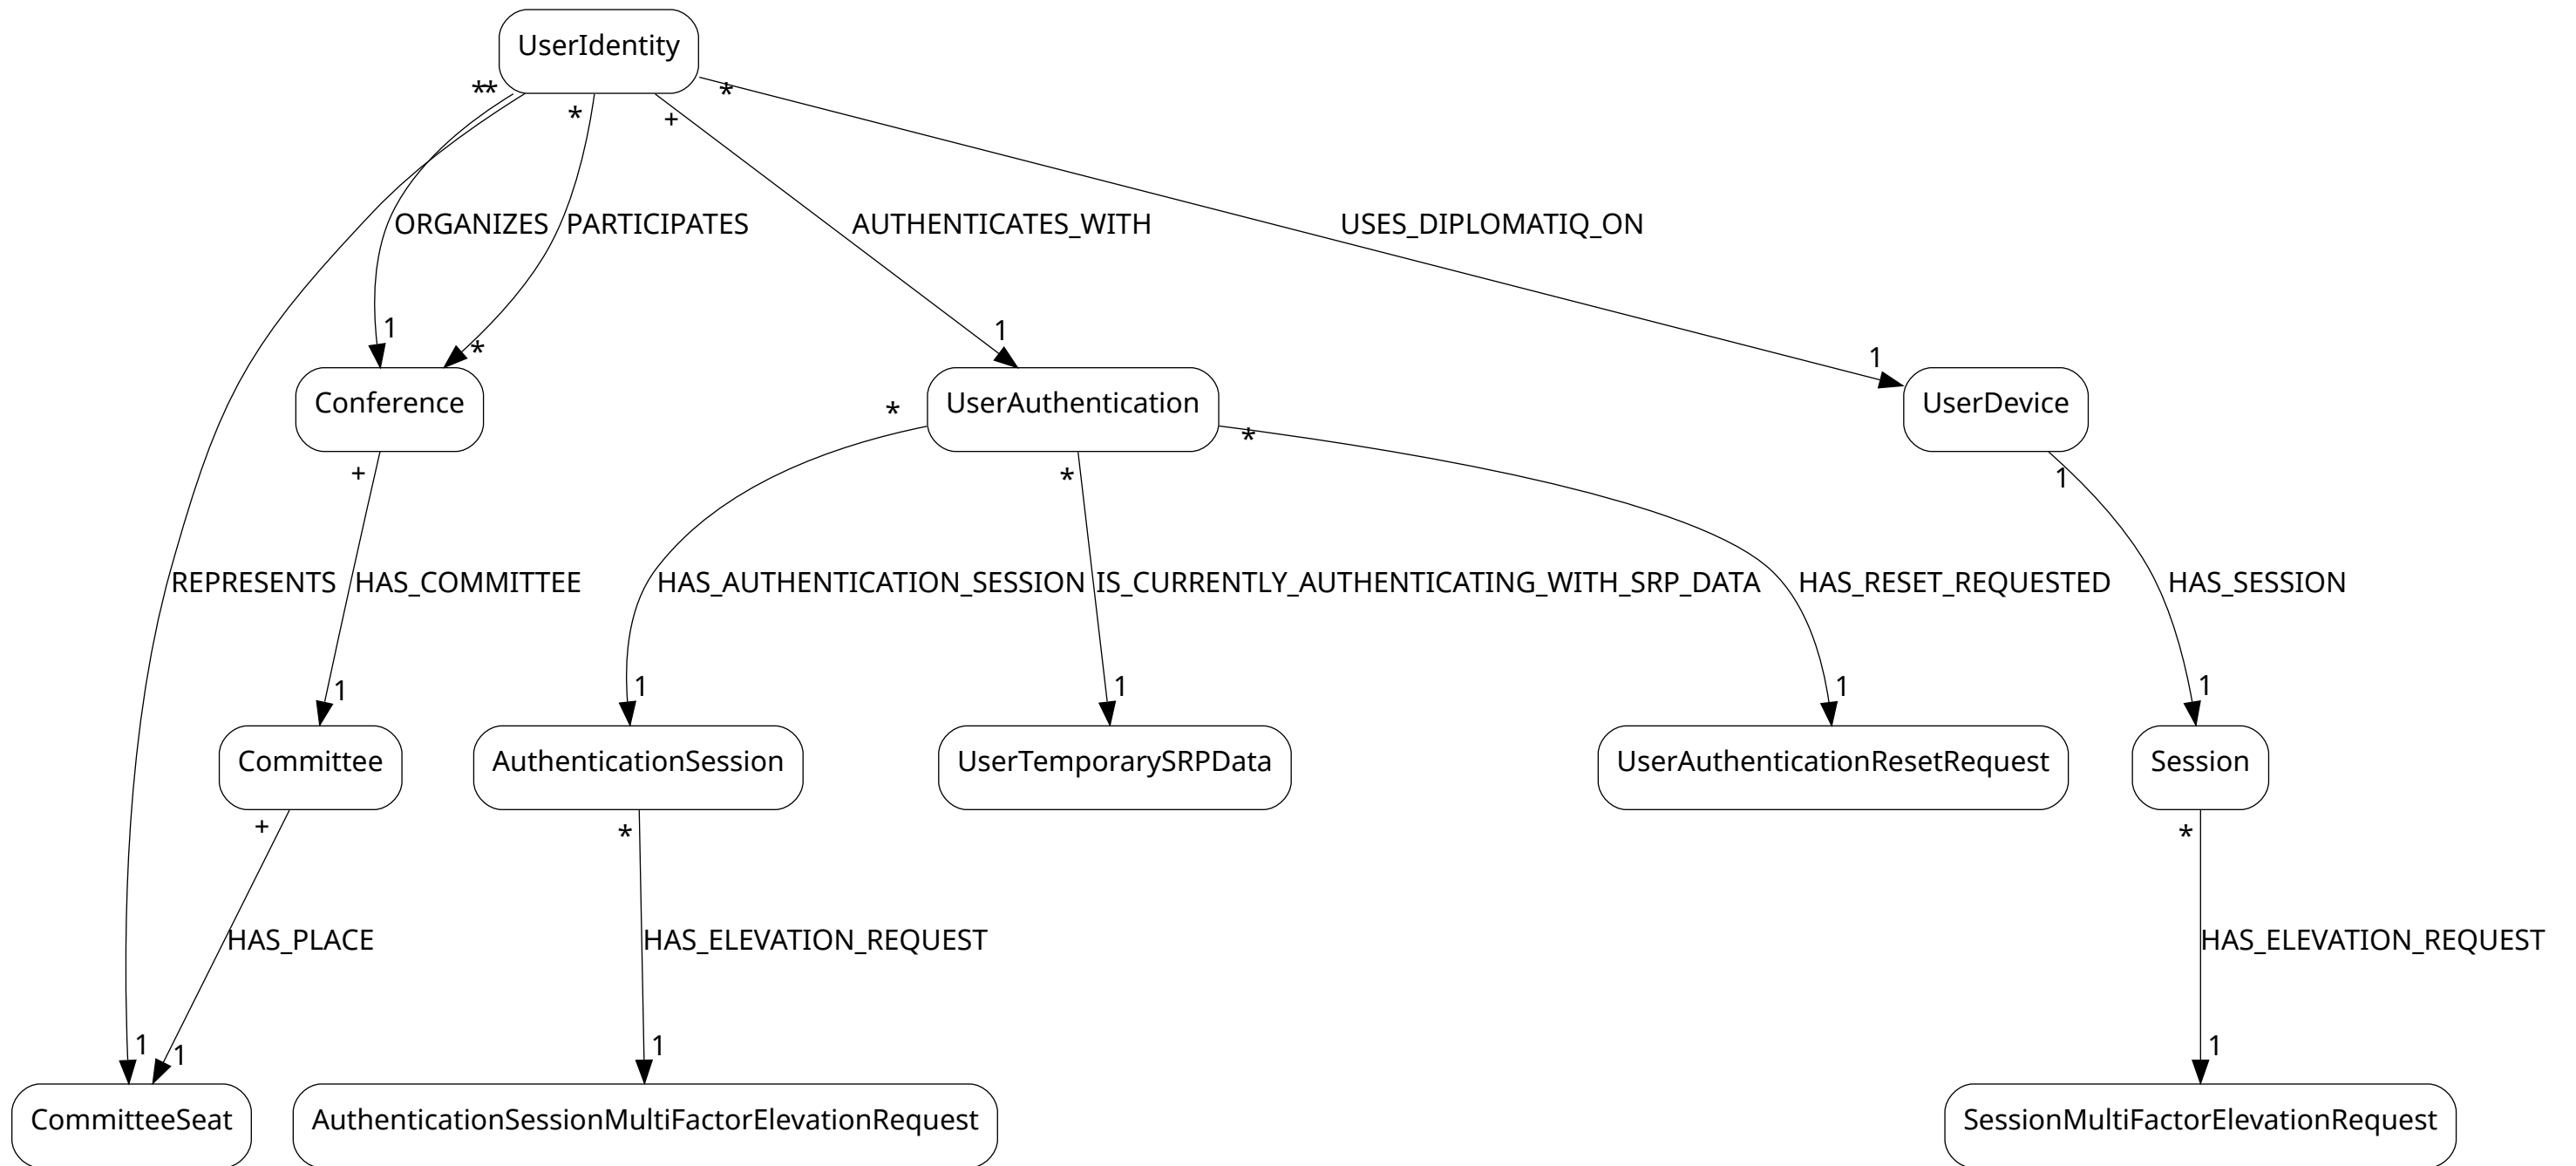 UserIdentity
**
*
+
*
ORGANIZES
PARTICIPATES
AUTHENTICATES_WITH
USES_DIPLOMATIQ_ON
1
*
1
1
Conference
UserAuthentication
UserDevice
+
*
*
*
1
REPRESENTS
HAS_COMMITTEE
HAS_AUTHENTICATION_SESSION
IS_CURRENTLY_AUTHENTICATING_WITH_SRP_DATA
HAS_RESET_REQUESTED
HAS_SESSION
1
1
1
1
1
Committee
AuthenticationSession
UserTemporarySRPData
UserAuthenticationResetRequest
Session
+
*
*
HAS_PLACE
HAS_ELEVATION_REQUEST
HAS_ELEVATION_REQUEST
1
1
1
1
CommitteeSeat
AuthenticationSessionMultiFactorElevationRequest
SessionMultiFactorElevationRequest